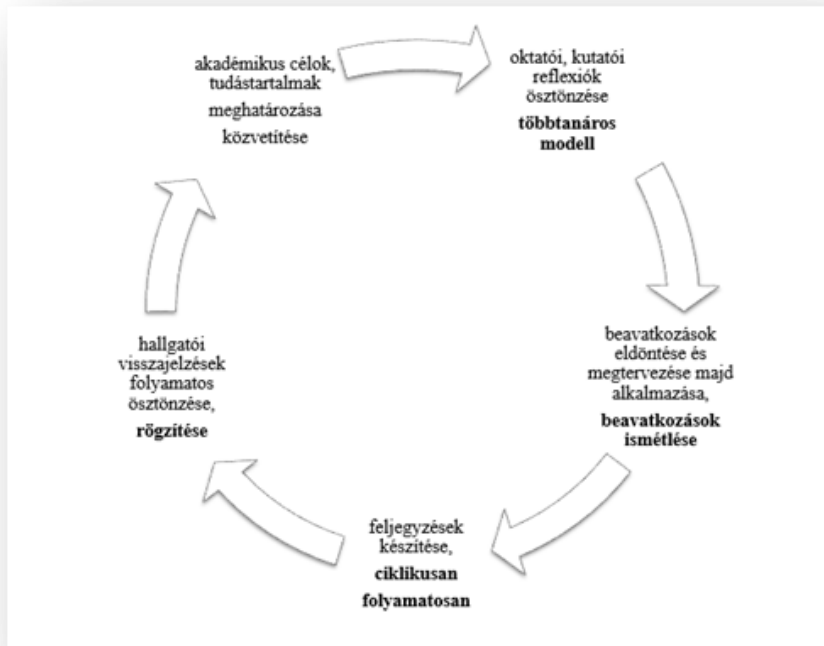 akadémikus célok,
tudástartalmak
meghatározása
közvetítése
oktatói, kutatói
reflexiók
ösztönzése
többtanáros
modell
beavatkozások
eldöntése és
megtervezése majd
alkalmazása,
beavatkozások
ismétlése
feljegyzések
készítése,
ciklikusan
folyamatosan
hallgatói
visszajelzések
folyamatos
ösztönzése,
rögzítése